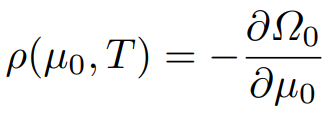 ρ(μ₀, T) = −∂Ω₀/∂μ₀